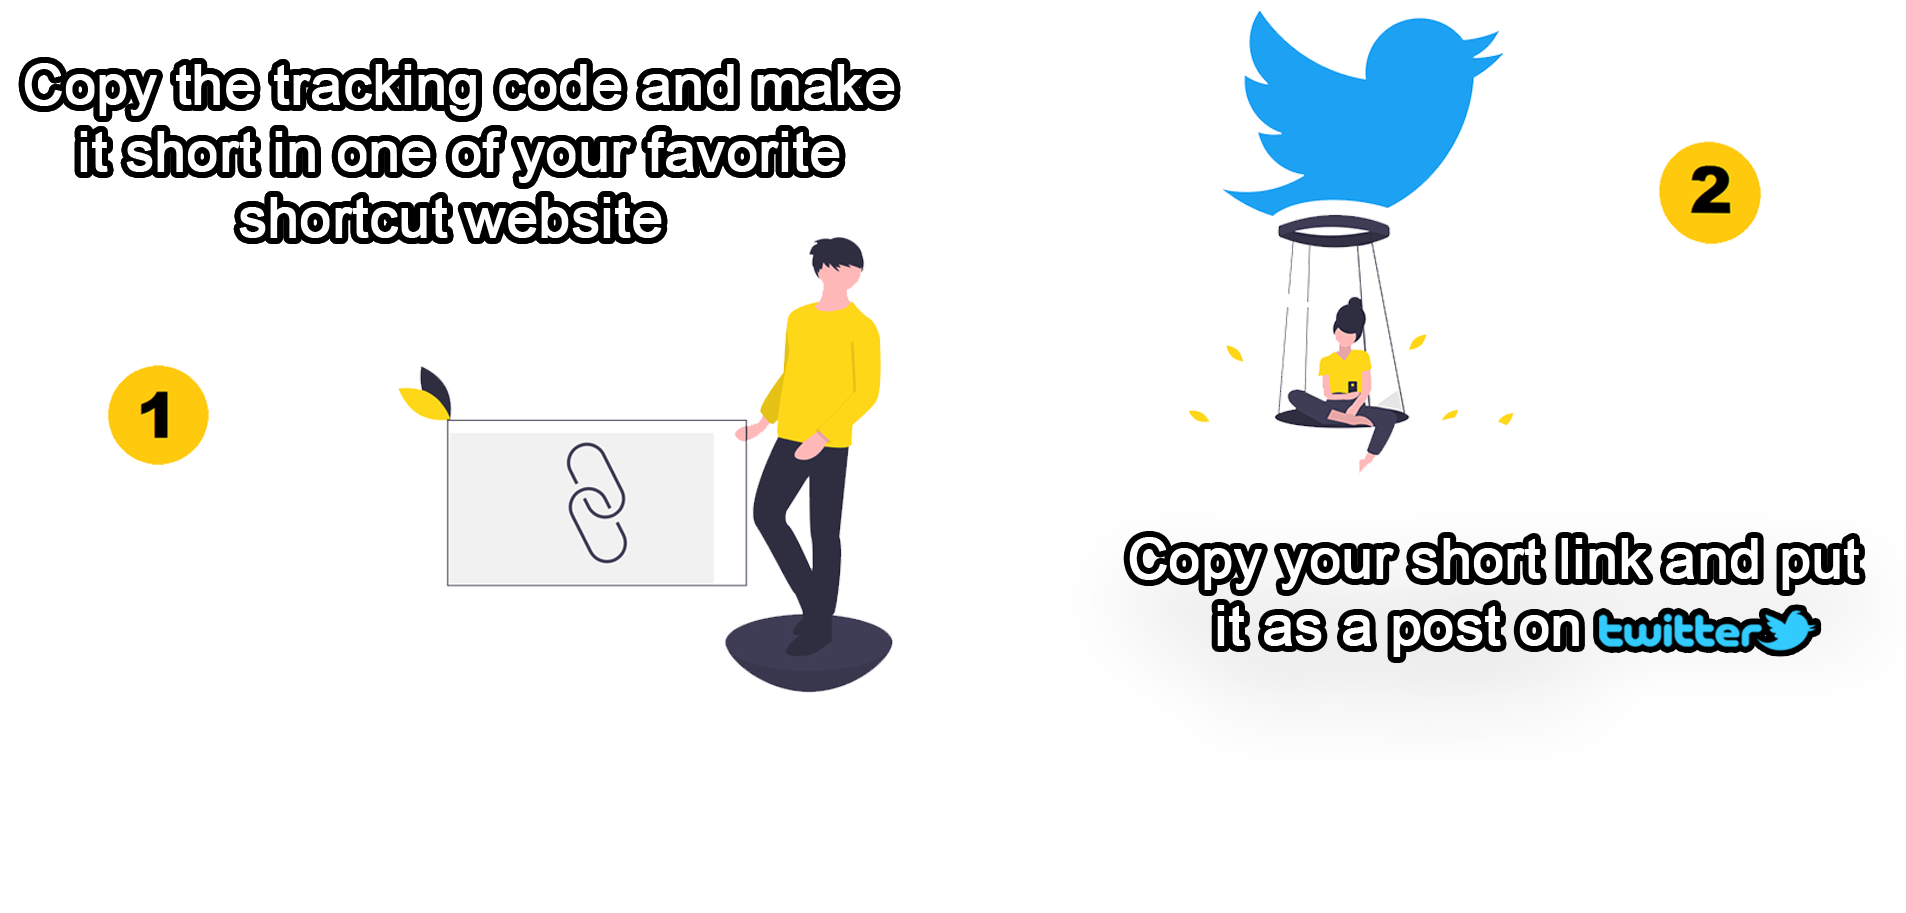 Copy the tracking code and make
it short in one of your favorite
shortcut website
1
2
Copy your short link and put
it as a post on twitter